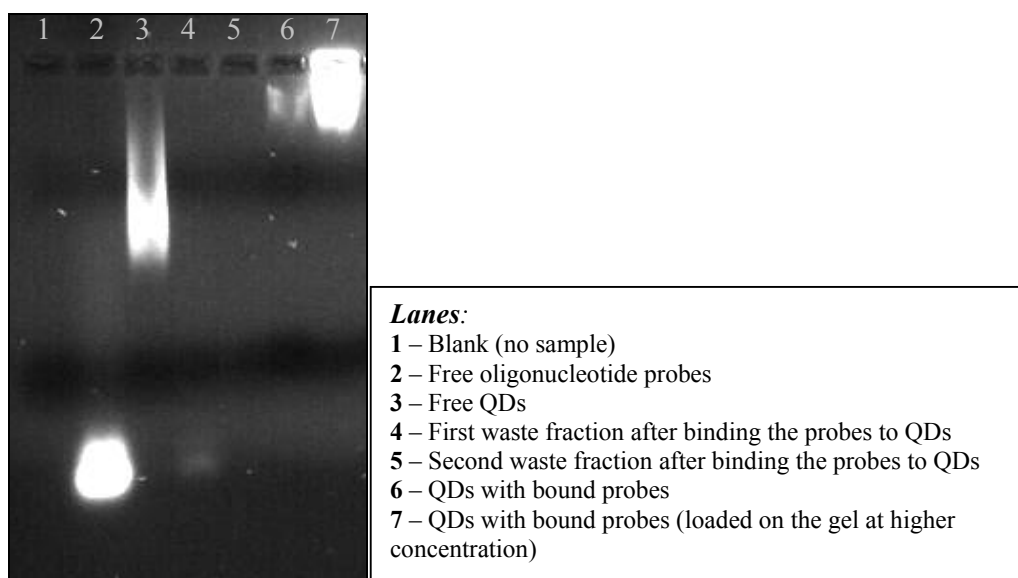 1 2 3 4 5 6 7
Lanes:
1 – Blank (no sample)
2 – Free oligonucleotide probes
3 – Free QDs
4 – First waste fraction after binding the probes to QDs
5 – Second waste fraction after binding the probes to QDs
6 – QDs with bound probes
7 – QDs with bound probes (loaded on the gel at higher
concentration)